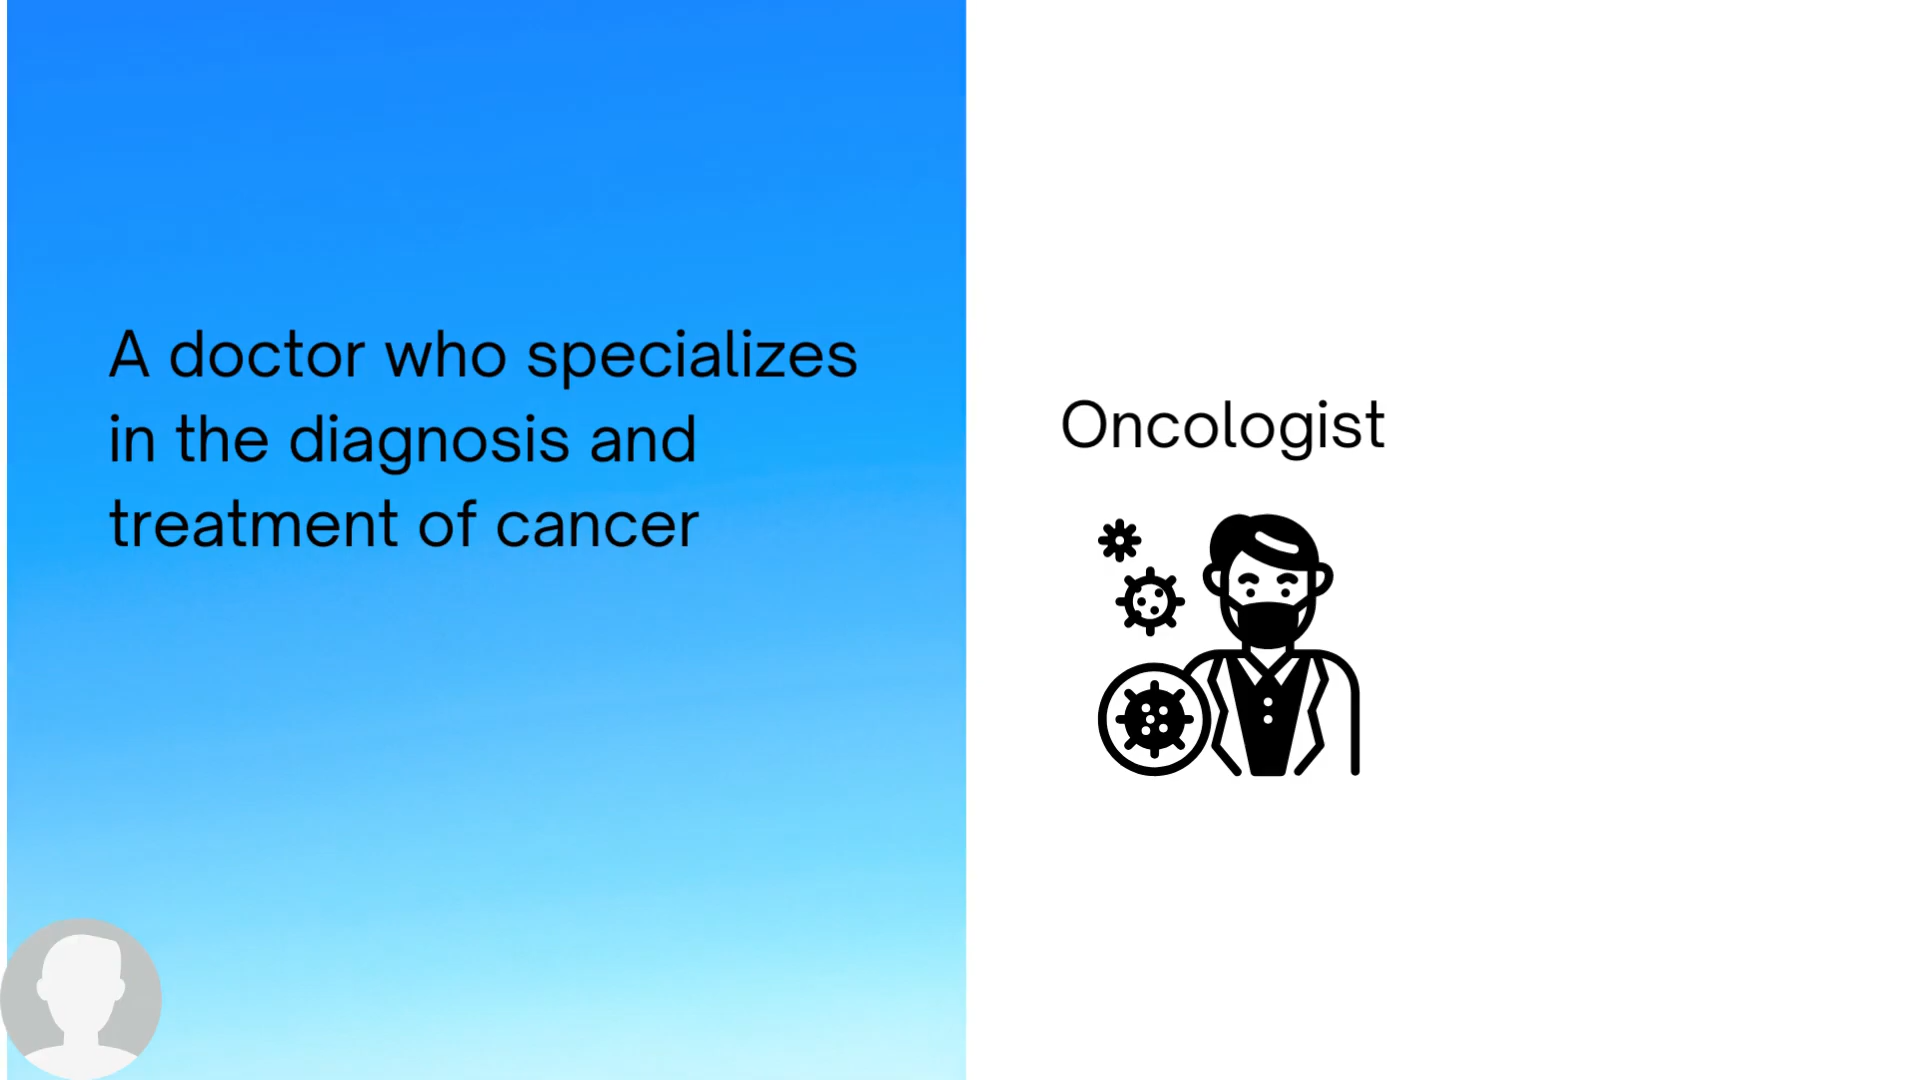 A doctor who specializes
in the diagnosis and
treatment of cancer
Oncologist